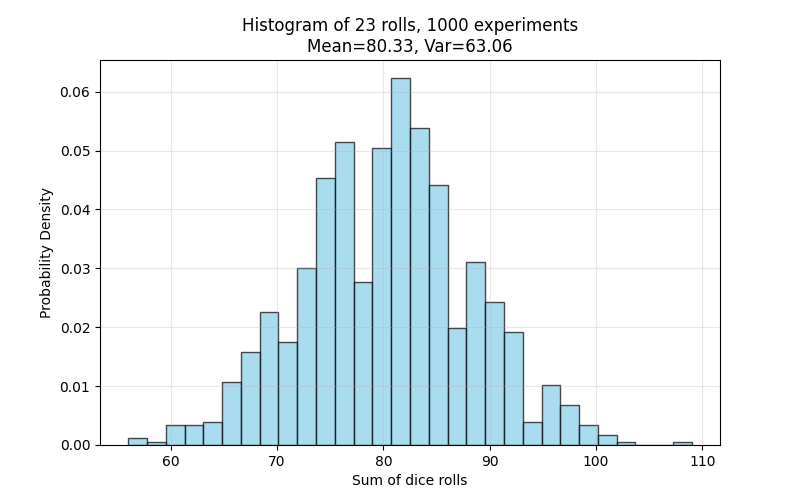 Histogram of 23 rolls, 1000 experiments
Mean=80.33, Var=63.06
Probability Density
0.06
0.05
0.04
0.03
0.02
0.01
0.00
60 70 80 90 100 110
Sum of dice rolls